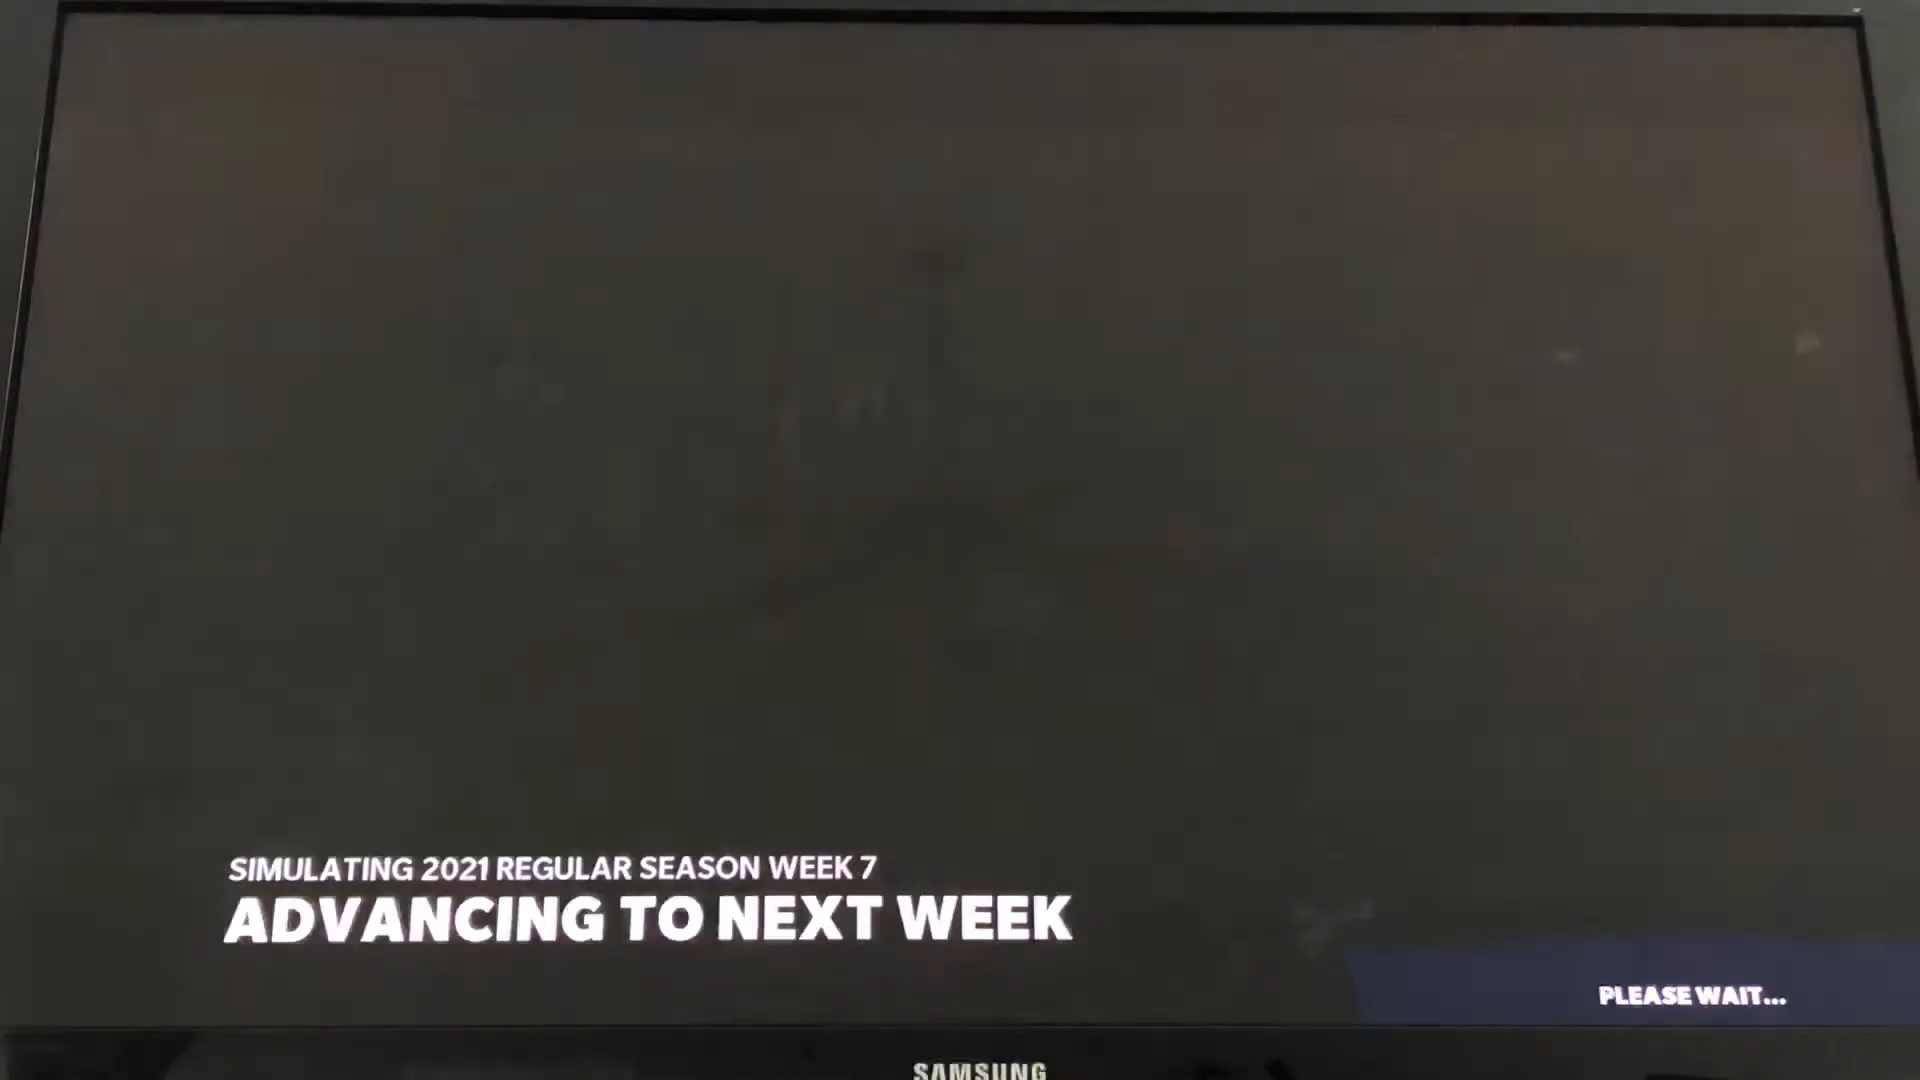 SIMULATING 2021 REGULAR SEASON WEEK 7
ADVANCING TO NEXT WEEK
PLEASE WAIT...
SAMSUNG